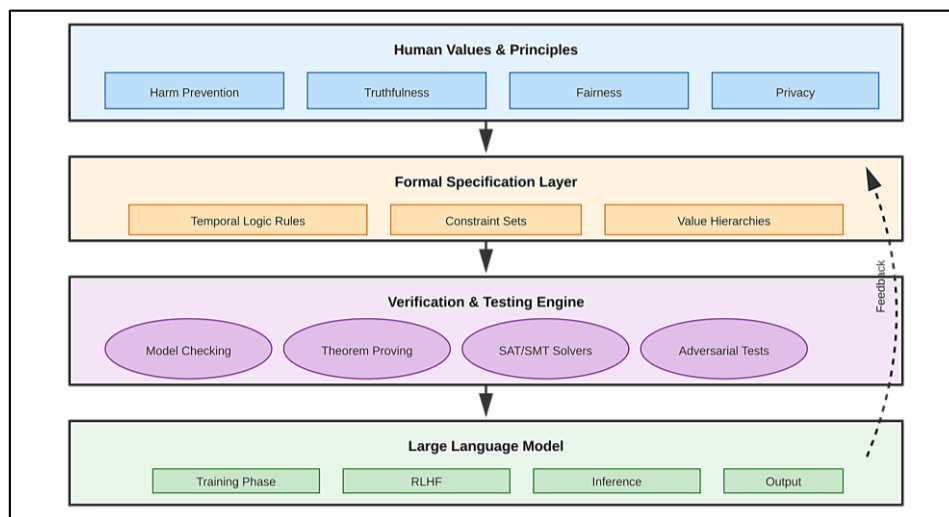 Human Values & Principles
Harm Prevention
Truthfulness
Fairness
Privacy
Formal Specification Layer
Temporal Logic Rules
Constraint Sets
Value Hierarchies
Feedback
Verification & Testing Engine
Model Checking
Theorem Proving
SAT/SMT Solvers
Adversarial Tests
Large Language Model
Training Phase
RLHF
Inference
Output